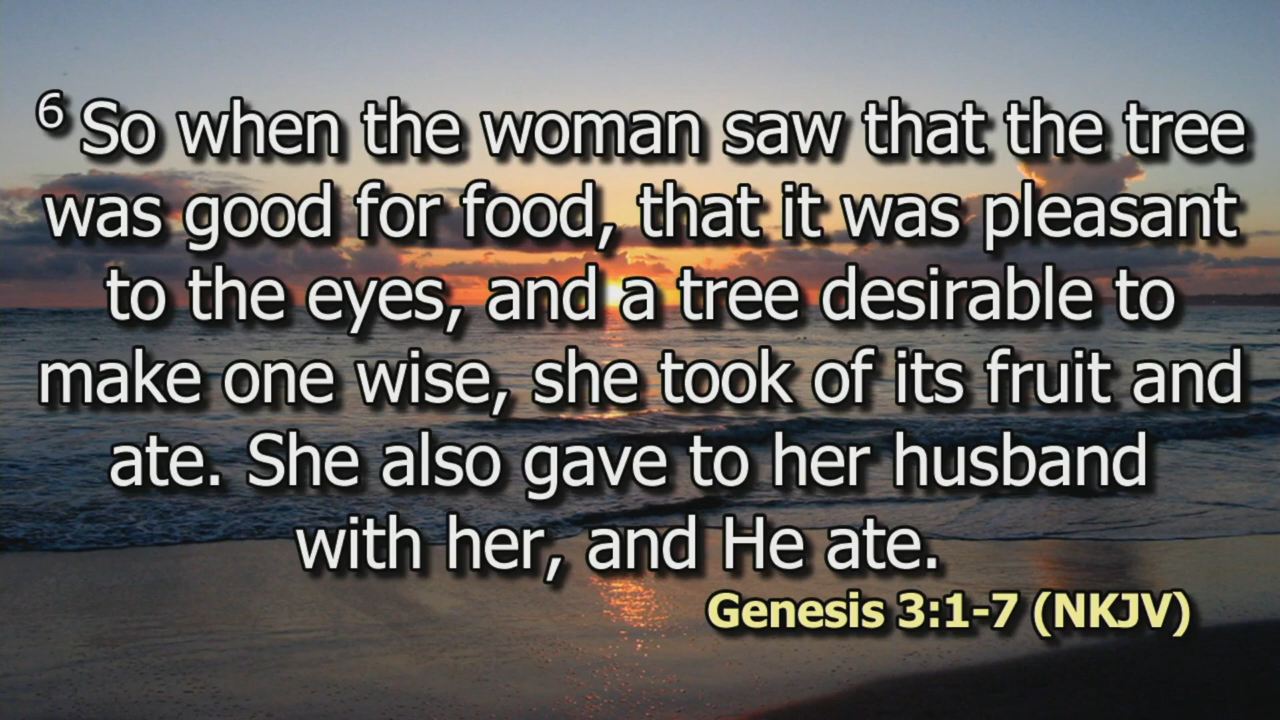 6 So when the woman saw that the tree
was good for food, that it was pleasant
to the eyes, and a tree desirable to
make one wise, she took of its fruit and
ate. She also gave to her husband
with her, and He ate.
Genesis 3:1-7 (NKJV)